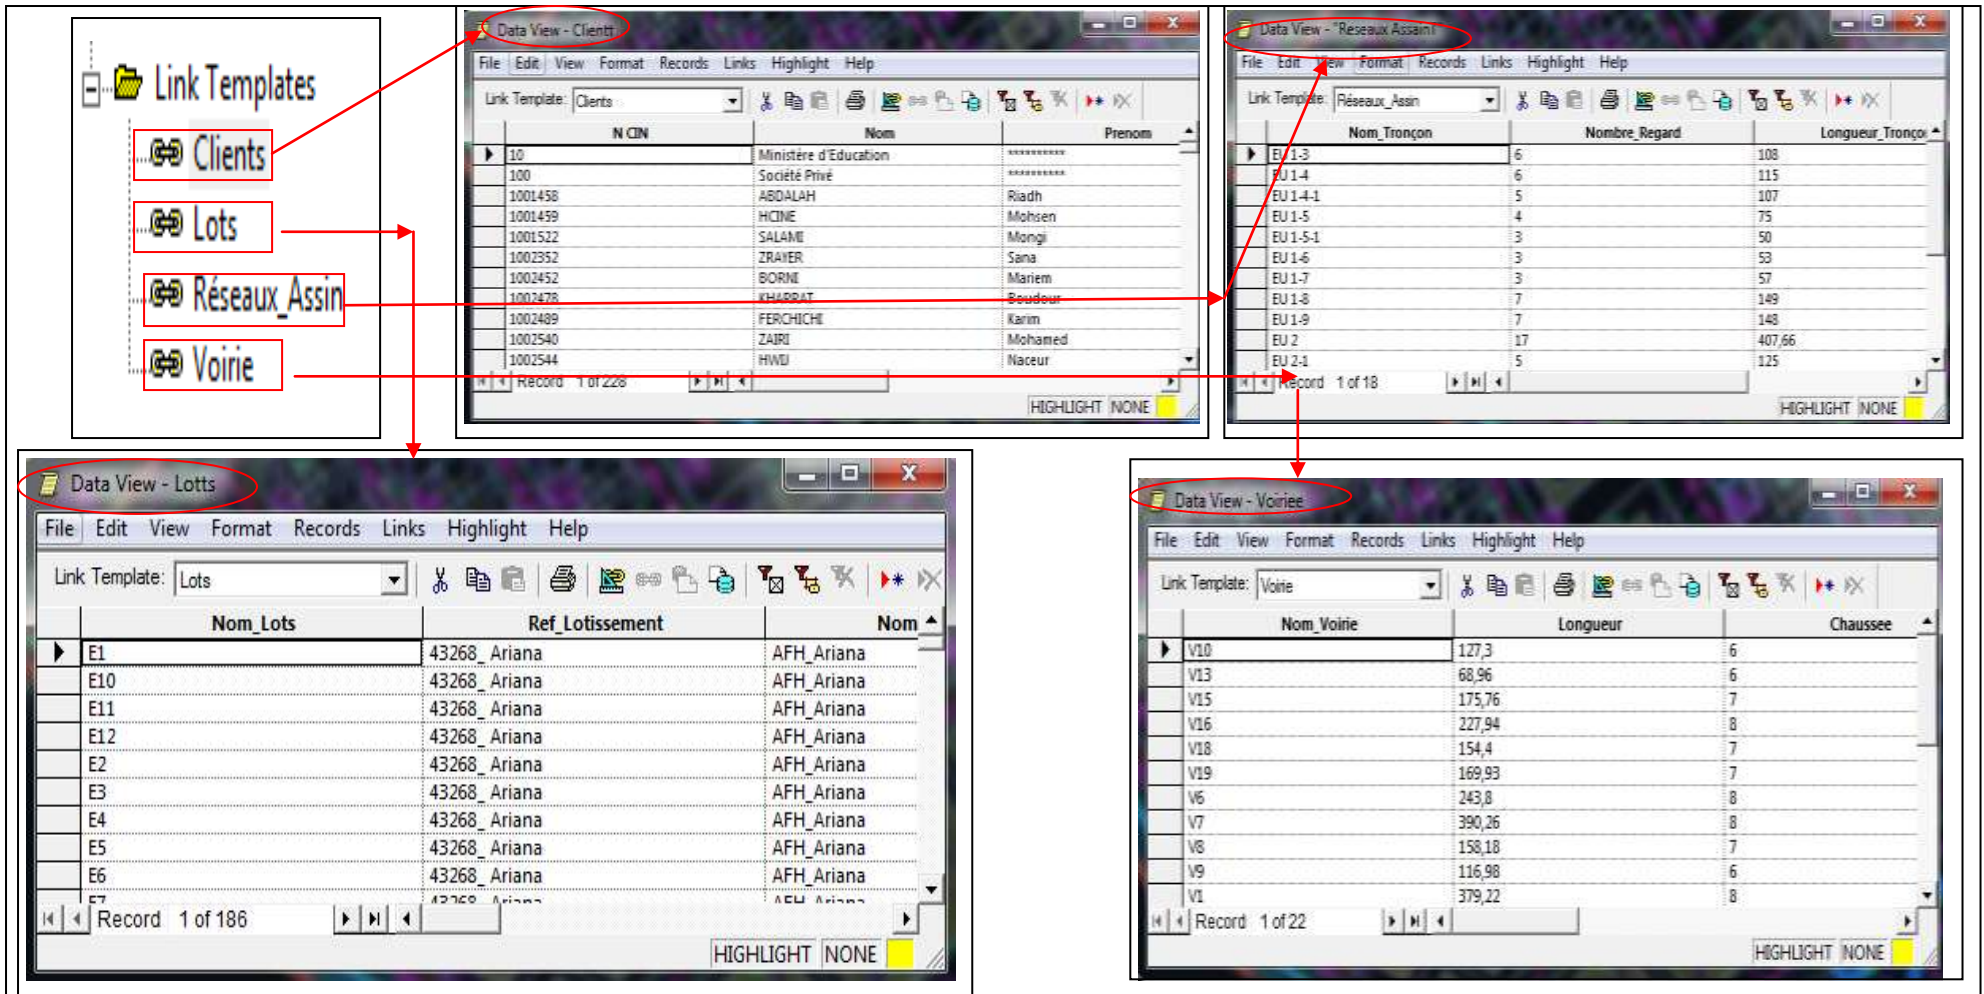 Link Templates
Clients
Lots
Réseaux_Assin
Voirie
Data View - Clientt
File Edit View Format Records Links Highlight Help
Link Template: Clients
N CIN Nom Prenom
10 Ministère d'Education **********
100 Société Privé **********
1001458 ABDALAH Riadh
1001459 HCINE Mohsen
1001522 SALAMI Mongi
1002352 ZRAYER Sana
1002452 BORNI Mariem
1002478 KHARRAT Boudour
1002489 FERCHICHI Karim
1002540 ZAIRI Mohamed
1002544 Naceur
Record 1 of 228
HIGHLIGHT NONE
Data View - "Reseaux AssainT"
File Edit View Format Records Links Highlight Help
Link Template: Réseaux_Assin
Nom_Tronçon Nombre_Regard Longueur_Tronço
EU 1-3 6 108
EU 1-4 6 115
EU 1-4-1 5 107
EU 1-5 4 75
EU 1-5-1 3 50
EU 1-6 3 53
EU 1-7 3 57
EU 1-8 7 149
EU 1-9 7 148
EU 2 17 407,66
EU 2-1 5 125
Record 1 of 18
HIGHLIGHT NONE
Data View - Lotts
File Edit View Format Records Links Highlight Help
Link Template: Lots
Nom_Lots Ref_Lotissement Nom
E1 43268_ Ariana AFH_Ariana
E10 43268_ Ariana AFH_Ariana
E11 43268_ Ariana AFH_Ariana
E12 43268_ Ariana AFH_Ariana
E2 43268_ Ariana AFH_Ariana
E3 43268_ Ariana AFH_Ariana
E4 43268_ Ariana AFH_Ariana
E5 43268_ Ariana AFH_Ariana
E6 43268_ Ariana AFH_Ariana
E7 43268_ Ariana AFH_Ariana
Record 1 of 186
HIGHLIGHT NONE
Data View - Voiriee
File Edit View Format Records Links Highlight Help
Link Template: Voirie
Nom_Voirie Longueur Chaussee
V10 127,3 6
V13 68,96 6
V15 175,76 7
V16 227,94 8
V18 154,4 7
V19 169,93 7
V6 243,8 8
V7 390,26 8
V8 158,18 7
V9 116,98 6
V1 379,22 8
Record 1 of 22
HIGHLIGHT NONE